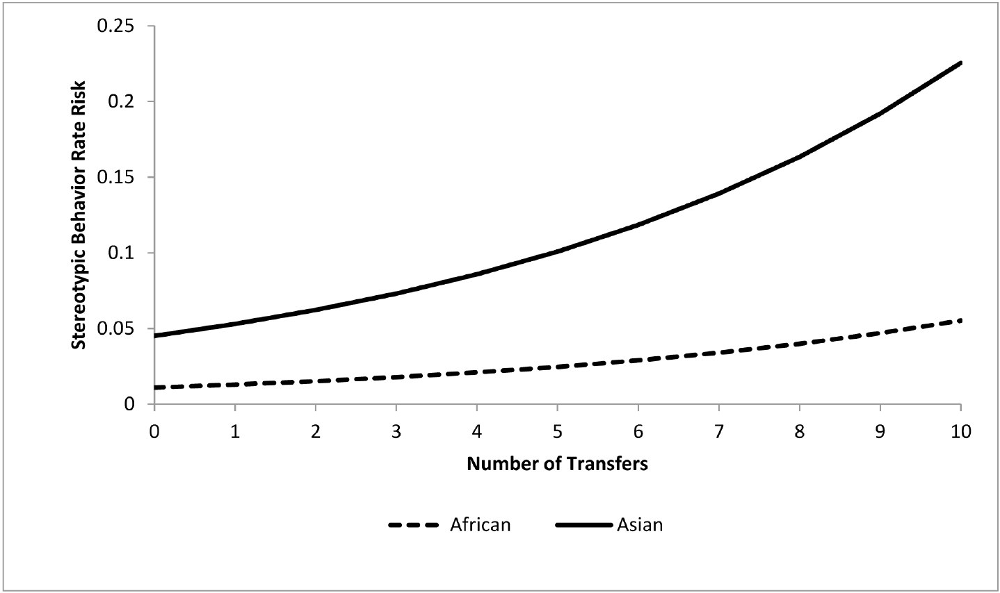 0.25
0.2
0.15
0.1
0.05
0
Stereotypic Behavior Rate Risk
0 1 2 3 4 5 6 7 8 9 10
Number of Transfers
African Asian